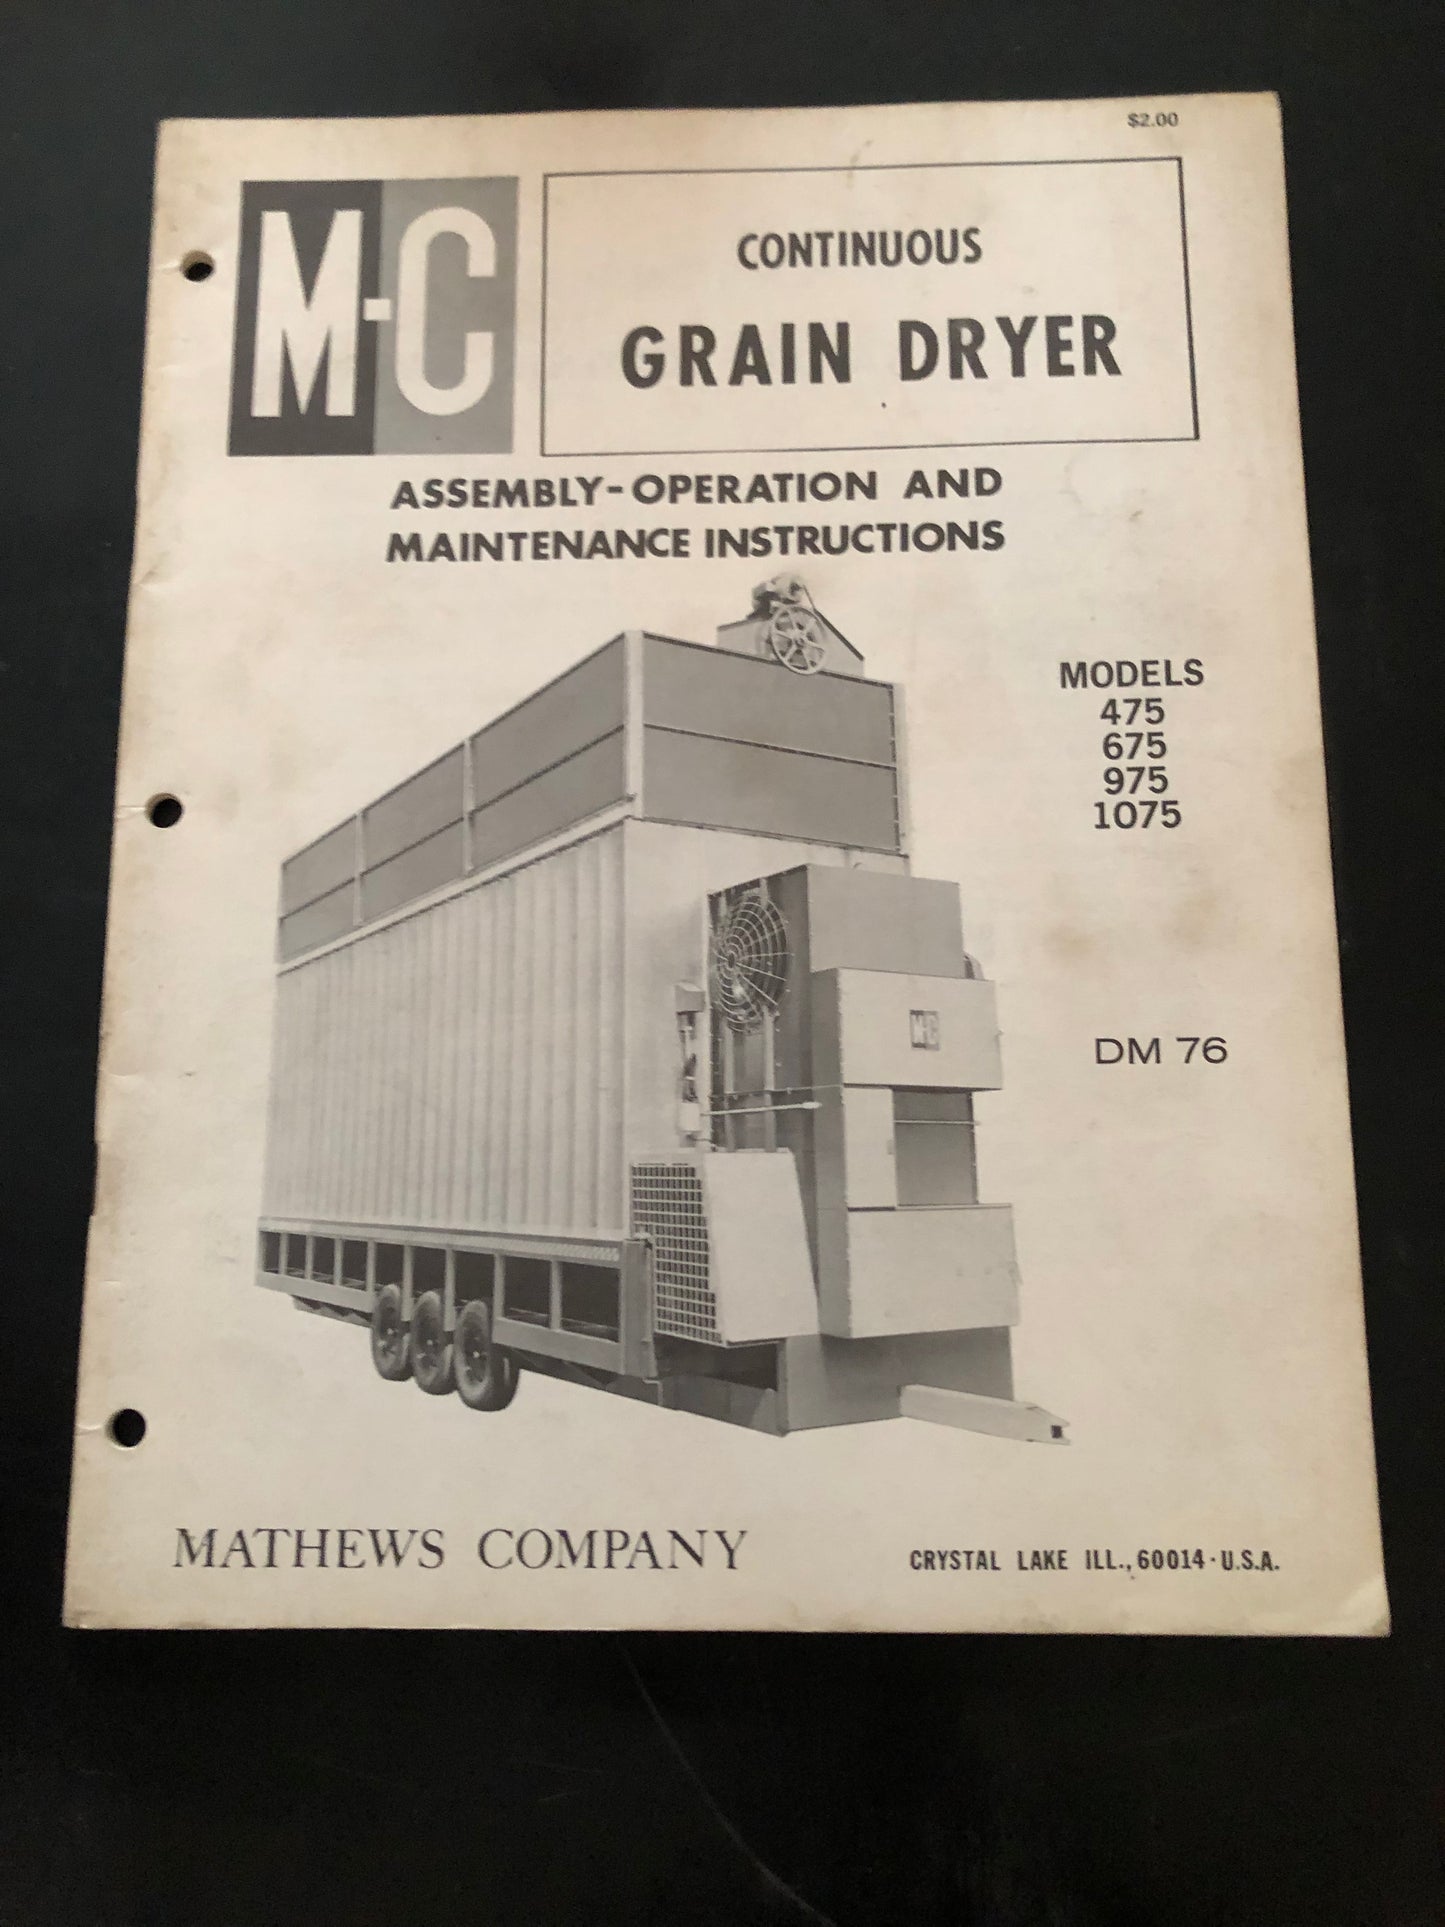 $2.00
M-C
CONTINUOUS
GRAIN DRYER
ASSEMBLY-OPERATION AND
MAINTENANCE INSTRUCTIONS
MODELS
475
675
975
1075
M-C
DM 76
MATHEWS COMPANY
CRYSTAL LAKE ILL., 60014 · U.S.A.